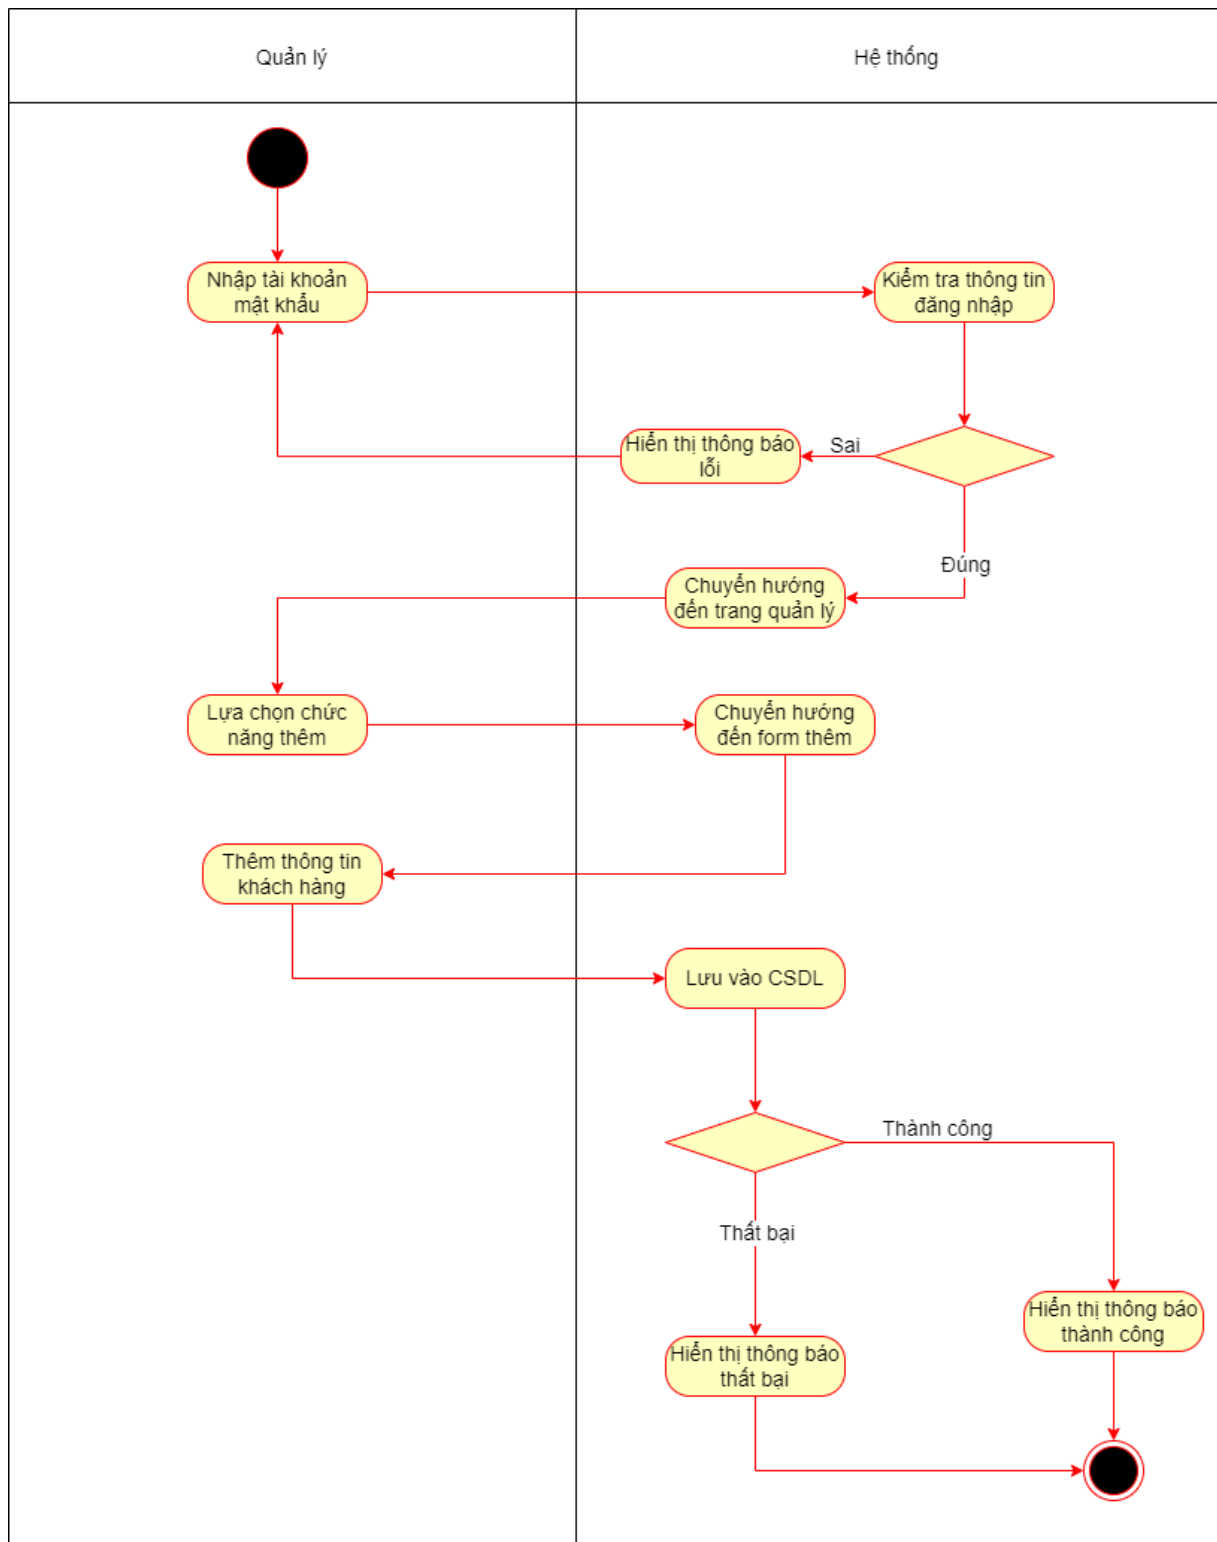 Quản lý
Hệ thống
Nhập tài khoản
mật khẩu
Kiểm tra thông tin
đăng nhập
Hiển thị thông báo
lỗi
Sai
Đúng
Chuyển hướng
đến trang quản lý
Lựa chọn chức
năng thêm
Chuyển hướng
đến form thêm
Thêm thông tin
khách hàng
Lưu vào CSDL
Thành công
Thất bại
Hiển thị thông báo
thành công
Hiển thị thông báo
thất bại